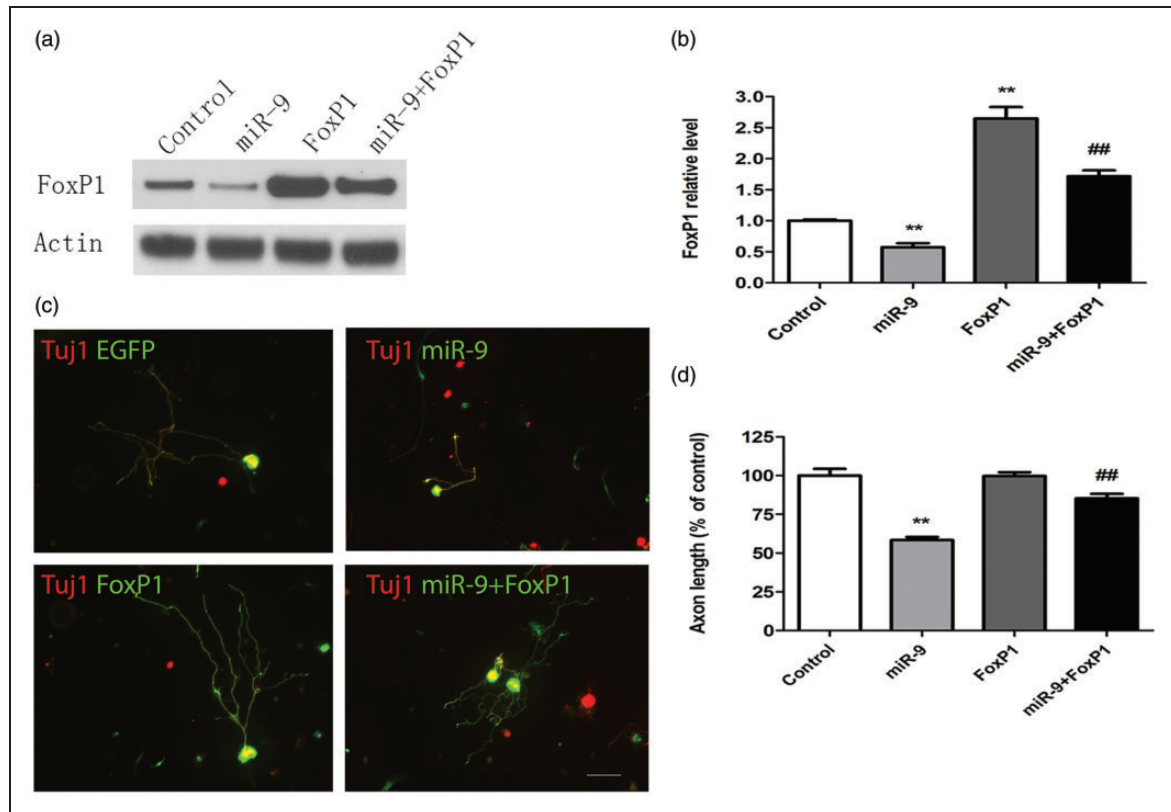 (a)
Control
miR-9
FoxP1
miR-9+FoxP1
FoxP1
Actin
(b)
FoxP1 relative level
3.0
2.5
2.0
1.5
1.0
0.5
0.0
**
**
##
Control
miR-9
FoxP1
miR-9+FoxP1
(c)
Tuj1 EGFP
Tuj1 miR-9
Tuj1 FoxP1
Tuj1 miR-9+FoxP1
(d)
Axon length (% of control)
125
100
75
50
25
0
**
##
Control
miR-9
FoxP1
miR-9+FoxP1